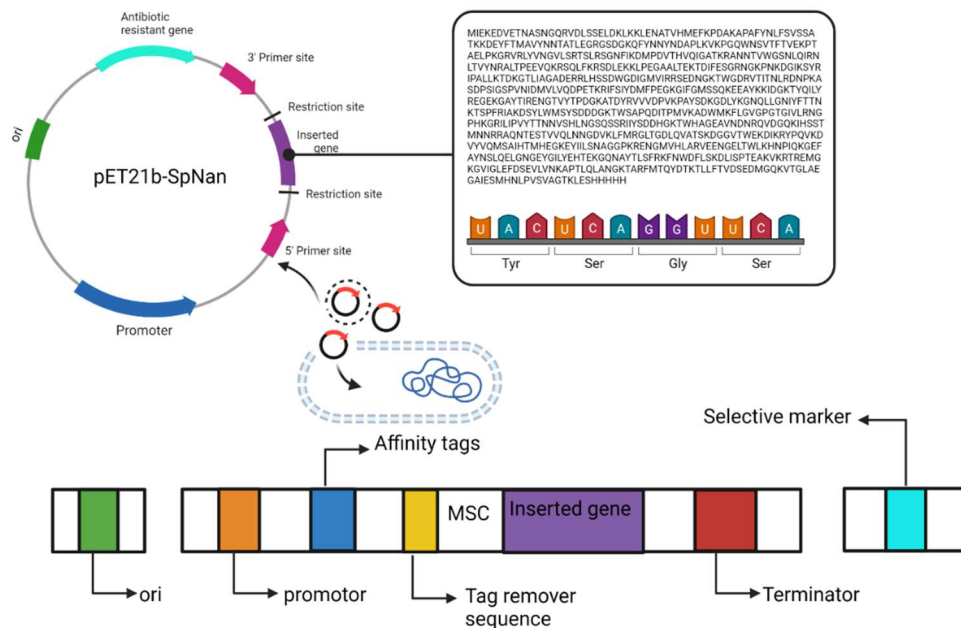 Antibiotic
resistant gene
3' Primer site
Restriction site
Inserted
gene
ori
pET21b-SpNan
Restriction site
5' Primer site
Promoter
MIEKEDVETNASNGQRVDLSSELDKLKKLENATVHMEFKPDAKAPAFYNLFSVSSA
TKKDEYFTMAVYNNTATLEGRGSDGKQFYNNYNDAPLKVKPGQWNSVTFTVEKPT
AELPKGRVRLYVNGVLSRTSLRSGNFIKDMPDVTHVQIGATKRANNTVWGSNLQIRN
LTVYNRALTPEEVQKRSQLFKRSDLEKKLPEGAALTEKTDIFESGRNGKPNKDGIKSYR
IPALLKTDKGTLIAGADERRLHSSDWGDIGMVIRRSEDNGKTWGDRVTITNLRDNPKA
SDPSIGSPVNIDMVLVQDPETKRIFSIYDMFPEGKGIFGMSSQKEEAYKKIDGKTYQILY
REGEKGAYTIRENGTVYTPDGKATDYRVVVDPVKPAYSDKGDLYKGNQLLGNIYFTTN
KTSPFRIAKDSYLWMSYSDDDGKTWSAPQDITPMVKADWMKFLGVGPGTGIVLRNG
PHKGRILIPVYTTNNVSHLNGSQSSRIIYSDDHGKTWHAGEAVNDNRQVDGQKIHSST
MNNRRAQNTESTVVQLNNGDVKLFMRGLTGDLQVATSKDGGVTWEKDIKRYPQVKD
VYVQMSAIHTMHEGKEYIILSNAGGPKRENGMVHLARVEENGELTWLKHNPIQKGEF
AYNSLQELGNGEYGILYEHTEKGQNAYTLSFRKFNWDFLSKDLISPTEAKVKRTREMG
KGVIGLEFDSEVLVNKAPTLQLANGKTARFMTQYDTKTLLFTVDSEDMGQKVTGLAE
GAIESMHNLPVSVAGTKLESHHHHH
U A C U C A G G U U C A
Tyr Ser Gly Ser
Affinity tags
Selective marker
MSC
Inserted gene
ori
promotor
Tag remover
sequence
Terminator